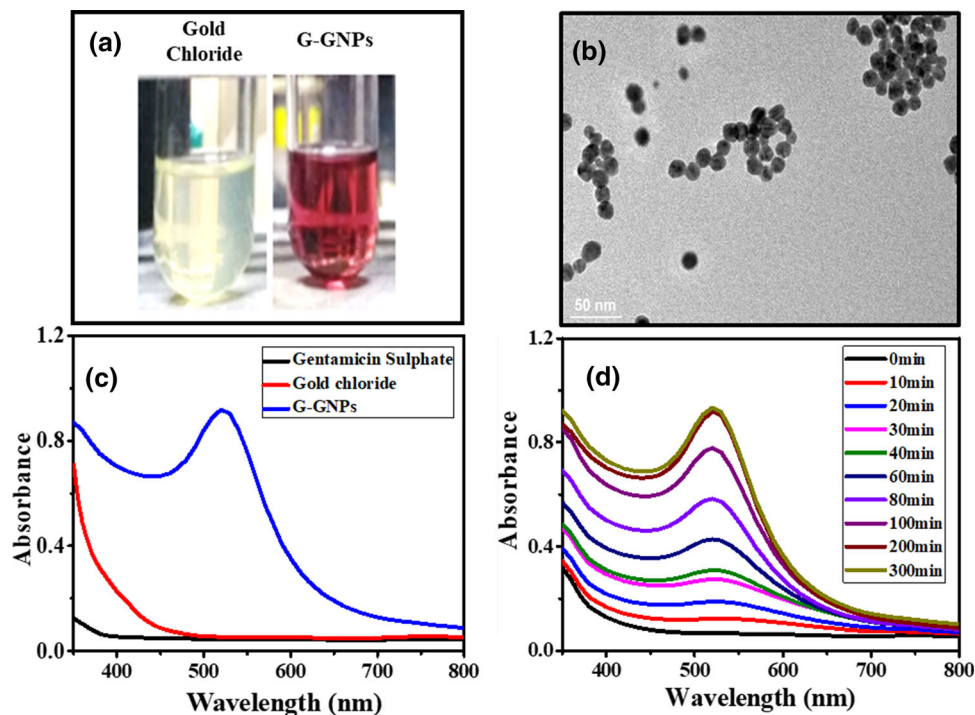 (a)
Gold
Chloride
G-GNPs
(b)
50 nm
(c)
Gentamicin Sulphate
Gold chloride
G-GNPs
1.2
0.8
0.4
0.0
Absorbance
400 500 600 700 800
Wavelength (nm)
(d)
0min
10min
20min
30min
40min
60min
80min
100min
200min
300min
1.2
0.8
0.4
0.0
Absorbance
400 500 600 700 800
Wavelength (nm)